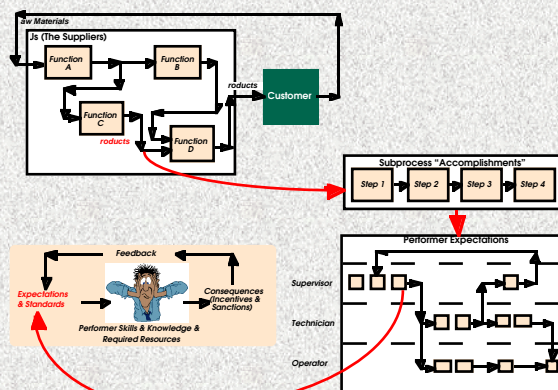 aw Materials
Js (The Suppliers)
Function
A
Function
B
Function
C
Function
D
roducts
roducts
Customer
Subprocess “Accomplishments”
Step 1
Step 2
Step 3
Step 4
Performer Expectations
Supervisor
Technician
Operator
Feedback
Expectations
& Standards
Consequences
(Incentives &
Sanctions)
Performer Skills & Knowledge &
Required Resources